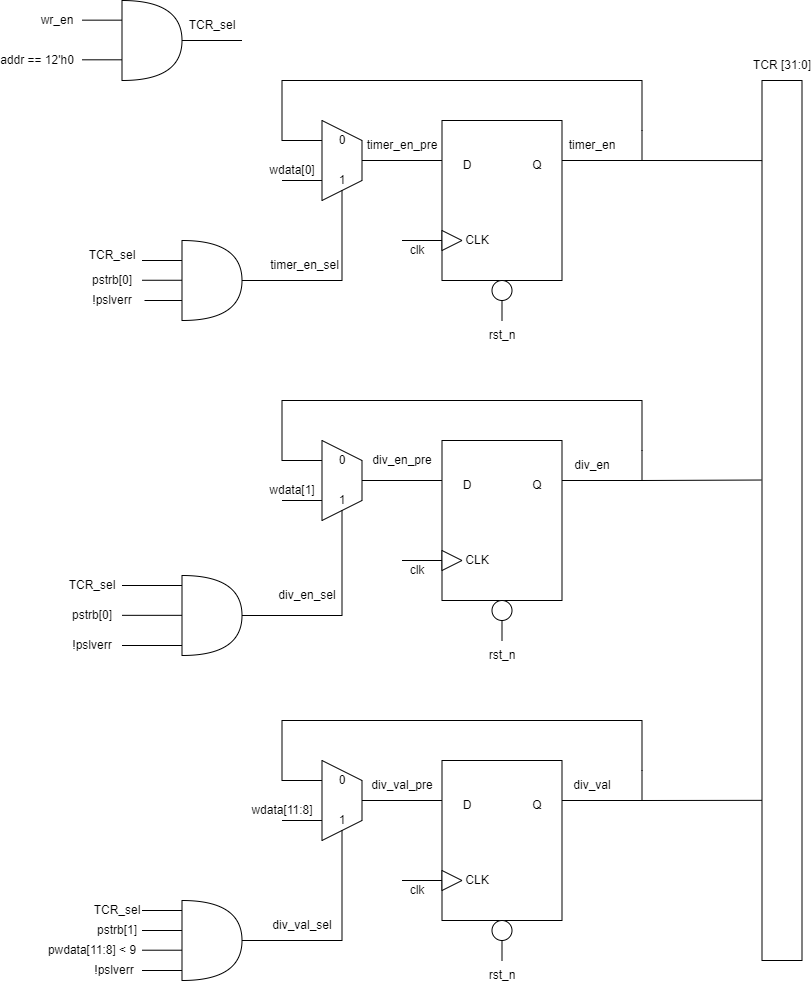 wr_en
TCR_sel
addr == 12'h0
TCR [31:0]
0
timer_en_pre
timer_en
wdata[0]
1
D
Q
TCR_sel
pstrb[0]
!pslverr
timer_en_sel
clk
CLK
rst_n
0
div_en_pre
div_en
wdata[1]
1
D
Q
TCR_sel
pstrb[0]
!pslverr
div_en_sel
clk
CLK
rst_n
0
div_val_pre
div_val
wdata[11:8]
1
D
Q
TCR_sel
pstrb[1]
pwdata[11:8] < 9
!pslverr
div_val_sel
clk
CLK
rst_n